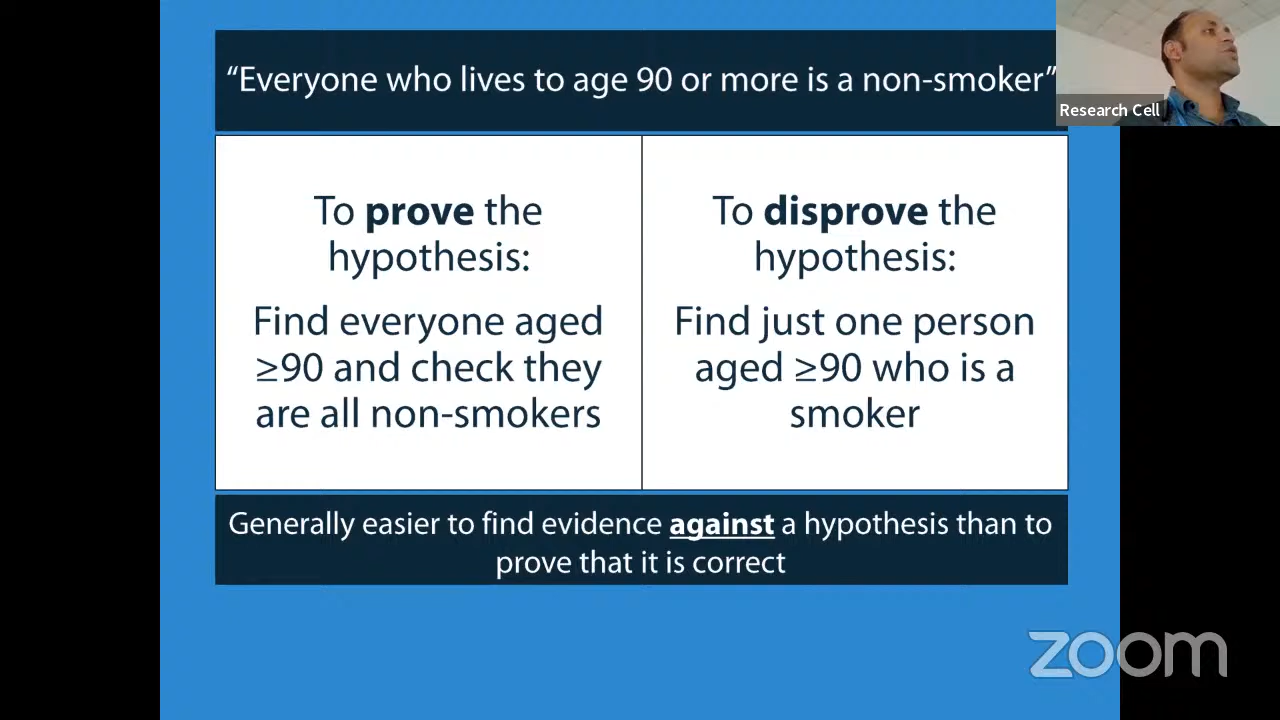 “Everyone who lives to age 90 or more is a non-smoker”
Research Cell
To prove the
hypothesis:
Find everyone aged
≥90 and check they
are all non-smokers
To disprove the
hypothesis:
Find just one person
aged ≥90 who is a
smoker
Generally easier to find evidence against a hypothesis than to
prove that it is correct
zoom